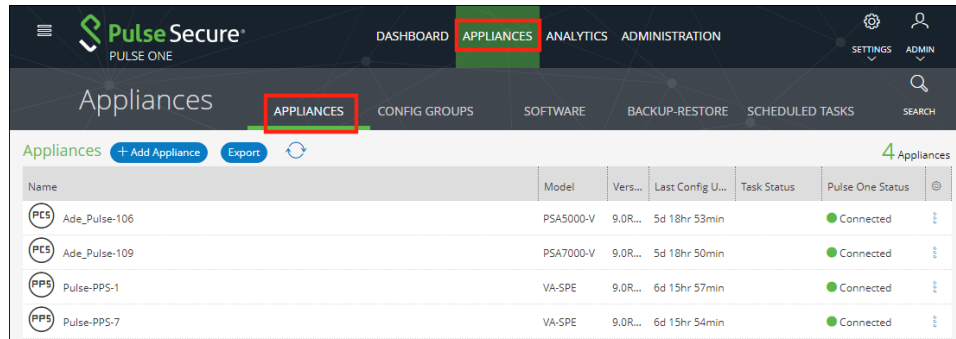 Pulse Secure®
PULSE ONE
DASHBOARD APPLIANCES ANALYTICS ADMINISTRATION
SETTINGS ADMIN
Appliances
APPLIANCES CONFIG GROUPS SOFTWARE BACKUP-RESTORE SCHEDULED TASKS
SEARCH
Appliances + Add Appliance Export 4 Appliances
Name Model Vers... Last Config U... Task Status Pulse One Status
PCS Ade_Pulse-106 PSA5000-V 9.0R... 5d 18hr 53min Connected
PCS Ade_Pulse-109 PSA7000-V 9.0R... 5d 18hr 50min Connected
PPS Pulse-PPS-1 VA-SPE 9.0R... 6d 15hr 57min Connected
PPS Pulse-PPS-7 VA-SPE 9.0R... 6d 15hr 54min Connected